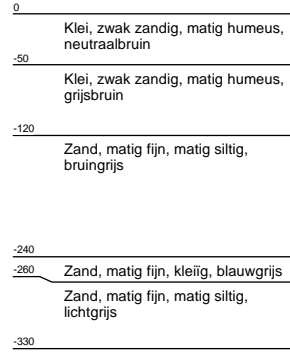 0
Klei, zwak zandig, matig humeus,
neutraalbruin
-50
Klei, zwak zandig, matig humeus,
grijsbruin
-120
Zand, matig fijn, matig siltig,
bruingrijs
-240
-260
Zand, matig fijn, kleiïg, blauwgrijs
Zand, matig fijn, matig siltig,
lichtgrijs
-330